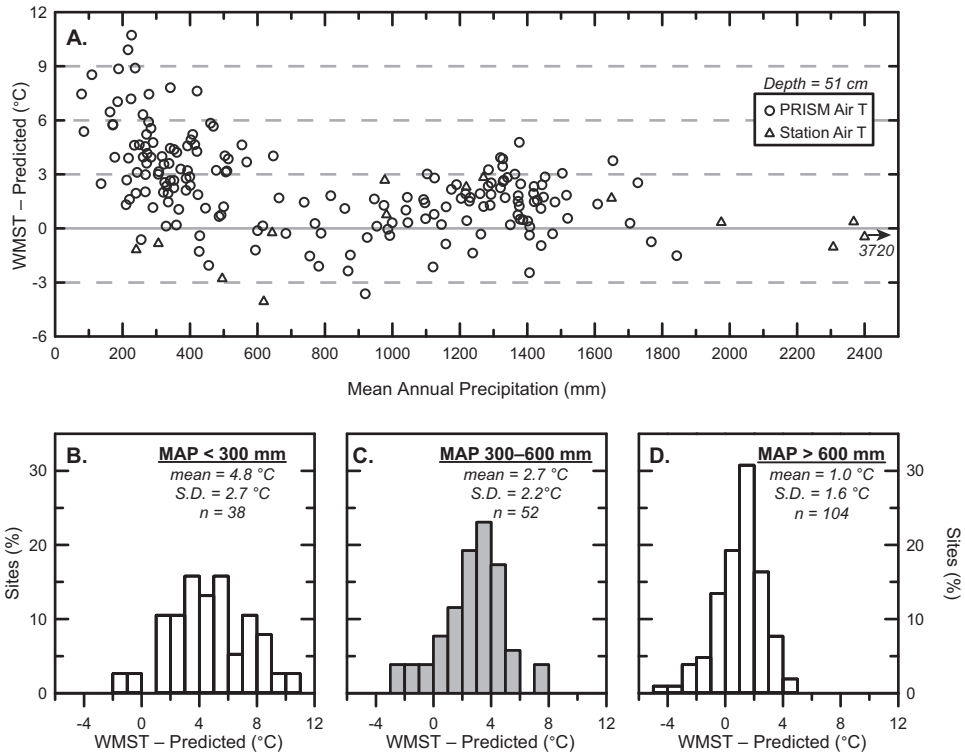 A.
12
9
6
3
0
-3
-6
WMST – Predicted (°C)
Depth = 51 cm
PRISM Air T
Station Air T
3720
0 200 400 600 800 1000 1200 1400 1600 1800 2000 2200 2400
Mean Annual Precipitation (mm)
B.
MAP < 300 mm
mean = 4.8 °C
S.D. = 2.7 °C
n = 38
30
20
10
0
Sites (%)
-4 0 4 8 12
WMST – Predicted (°C)
C.
MAP 300–600 mm
mean = 2.7 °C
S.D. = 2.2°C
n = 52
-4 0 4 8 12
WMST – Predicted (°C)
D.
MAP > 600 mm
mean = 1.0 °C
S.D. = 1.6 °C
n = 104
30
20
10
0
Sites (%)
-4 0 4 8 12
WMST – Predicted (°C)